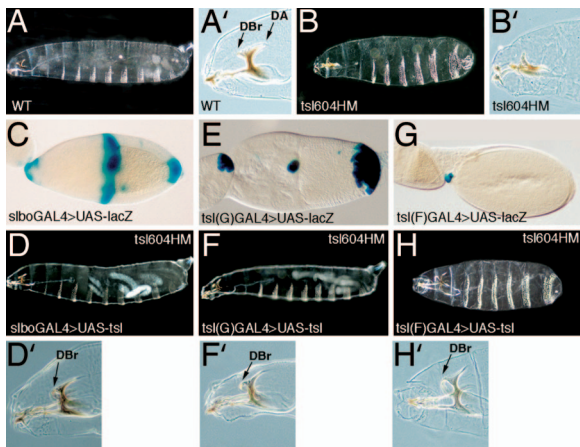 A
WT
A'
DBr
DA
WT
B
tsl604HM
B'
tsl604HM
C
slboGAL4>UAS-lacZ
E
tsl(G)GAL4>UAS-lacZ
G
tsl(F)GAL4>UAS-lacZ
D
tsl604HM
slboGAL4>UAS-tsl
F
tsl604HM
tsl(G)GAL4>UAS-tsl
H
tsl604HM
tsl(F)GAL4>UAS-tsl
D'
DBr
F'
DBr
H'
DBr